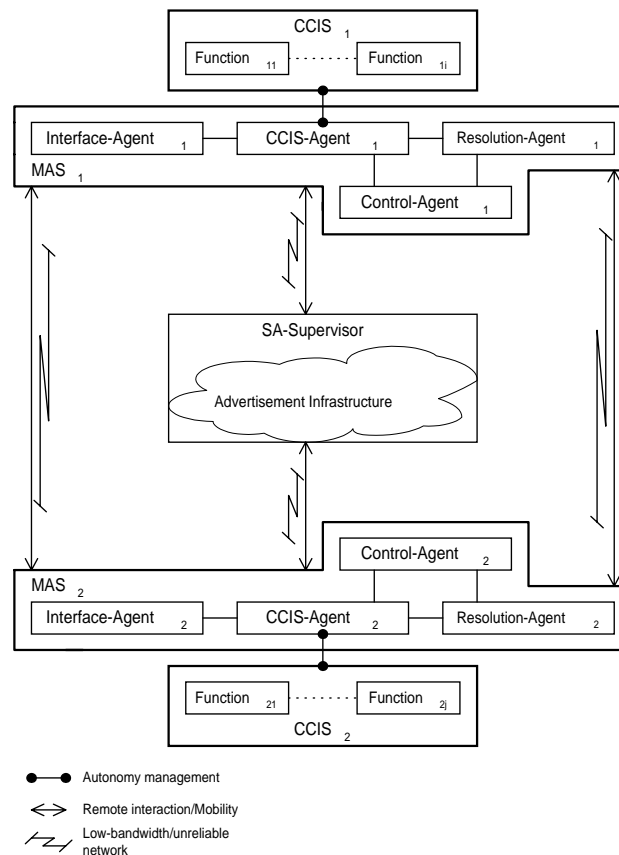 CCIS 1
Function 11 Function 1i
Interface-Agent 1 CCIS-Agent 1 Resolution-Agent 1
MAS 1
Control-Agent 1
SA-Supervisor
Advertisement Infrastructure
Control-Agent 2
MAS 2
Interface-Agent 2 CCIS-Agent 2 Resolution-Agent 2
Function 21 Function 2j
CCIS 2
Autonomy management
Remote interaction/Mobility
Low-bandwidth/unreliable
network